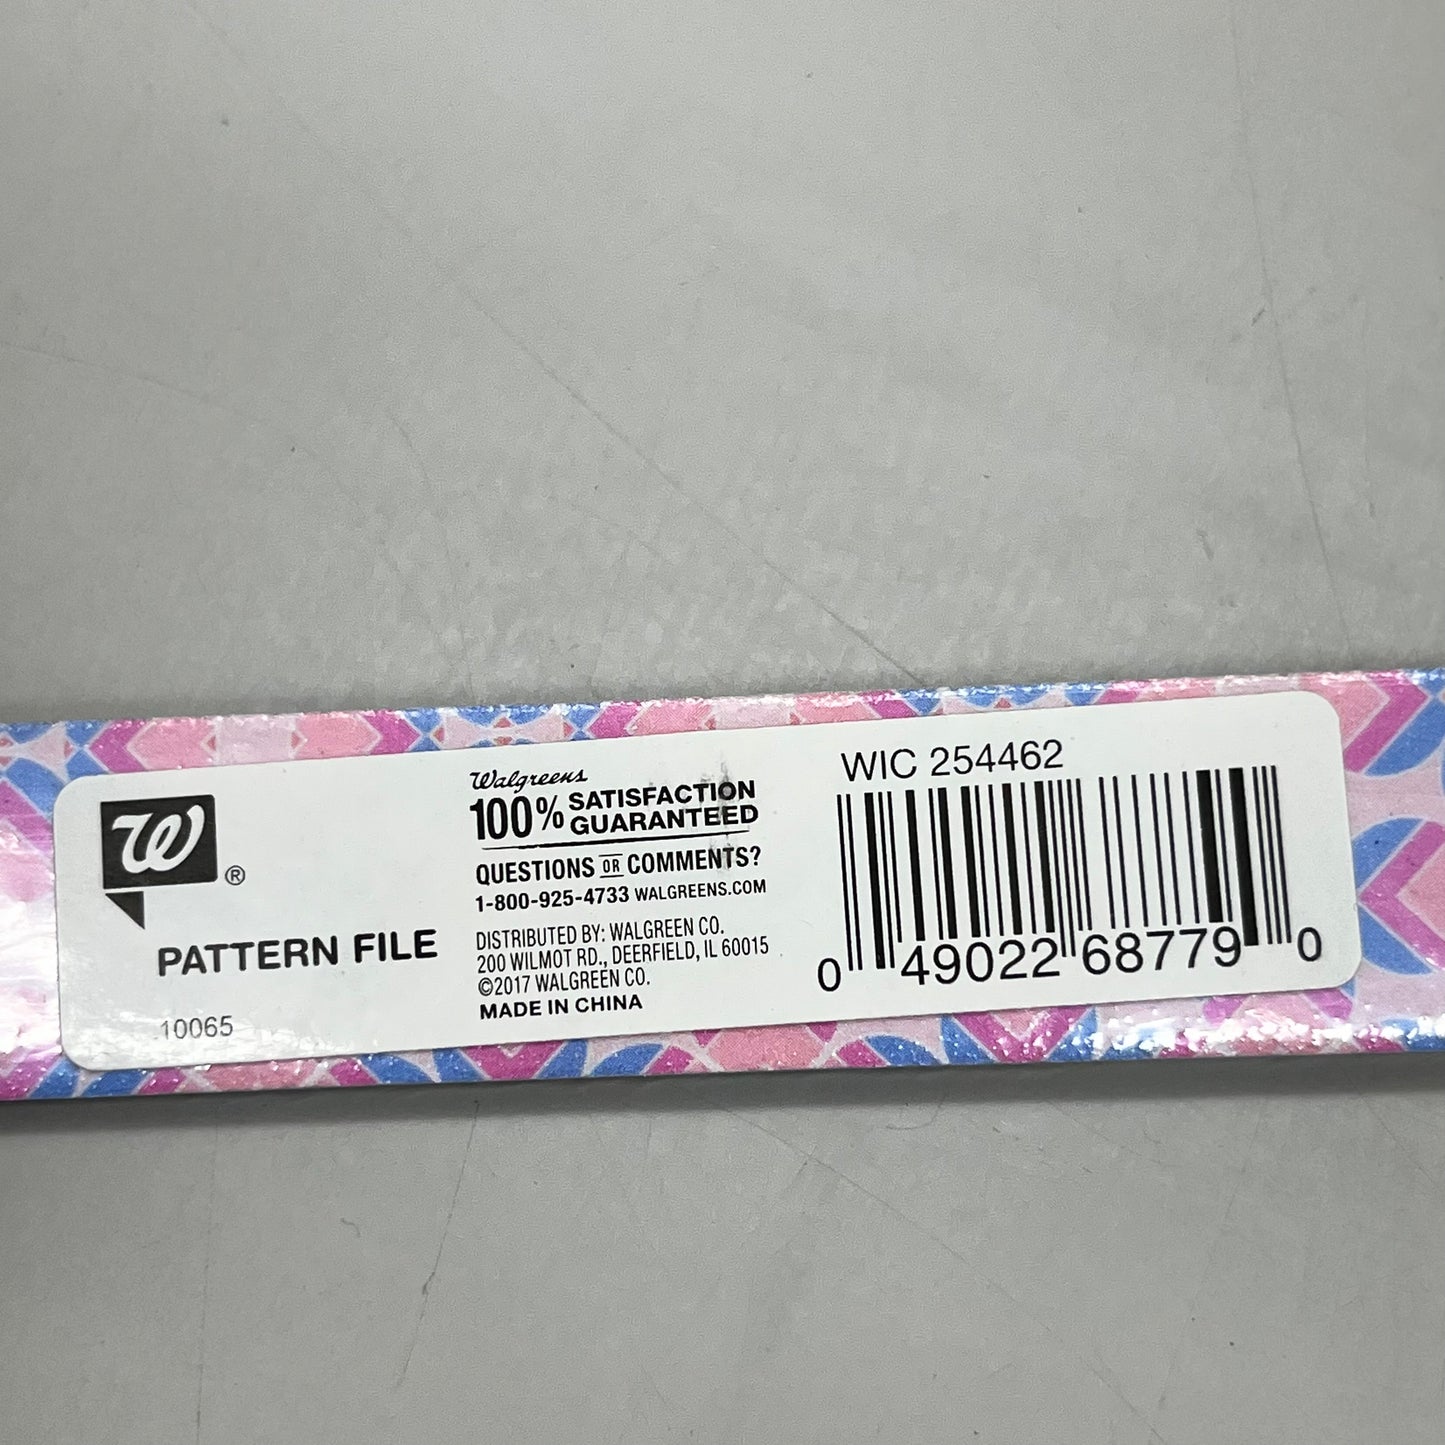 W®
PATTERN FILE
10065
Walgreens
100% SATISFACTION GUARANTEED
QUESTIONS OR COMMENTS?
1-800-925-4733 WALGREENS.COM
DISTRIBUTED BY: WALGREEN CO.
200 WILMOT RD., DEERFIELD, IL 60015
©2017 WALGREEN CO.
MADE IN CHINA
WIC 254462
0 49022 68779 0